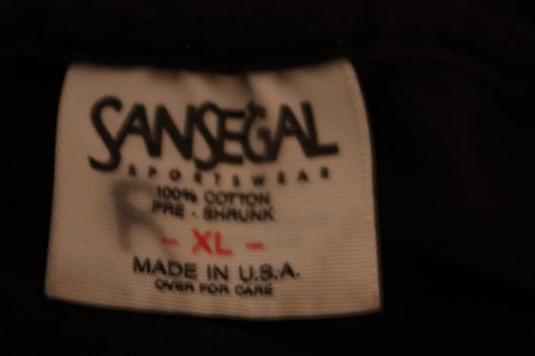 SANSEGAL
SPORTSWEAR
100% COTTON
PRE - SHRUNK
- XL -
MADE IN U.S.A.
OVER FOR CARE